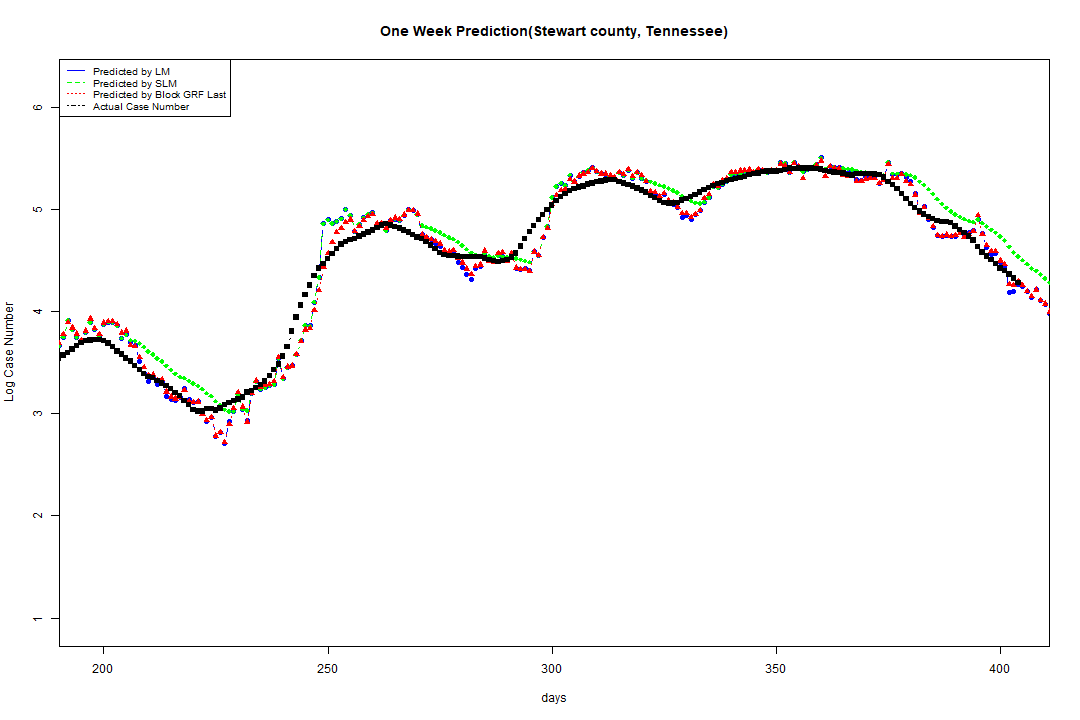 One Week Prediction(Stewart county, Tennessee)
Predicted by LM
Predicted by SLM
Predicted by Block GRF Last
Actual Case Number
6
5
4
3
2
1
Log Case Number
200
250
300
350
400
days